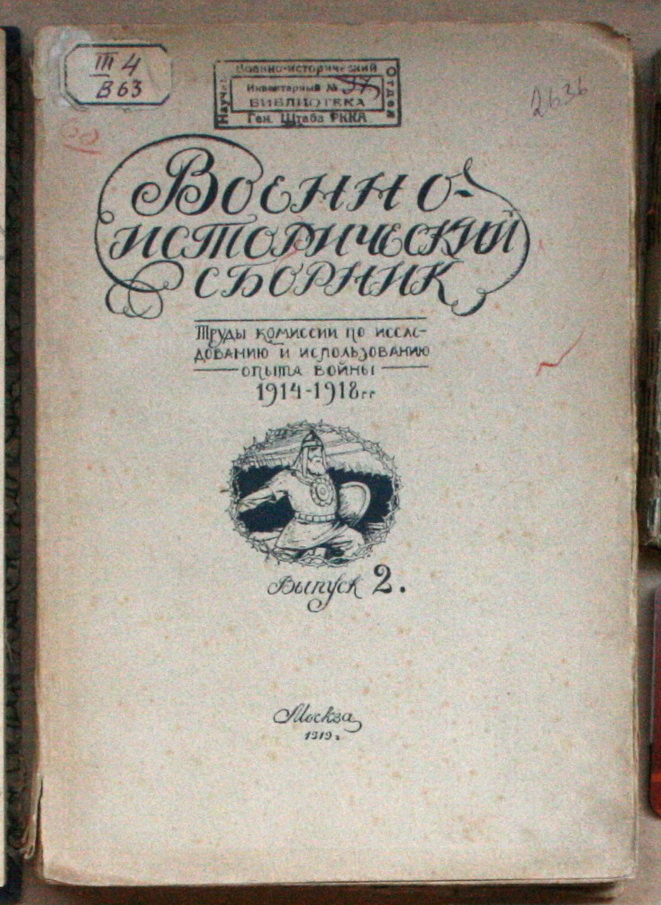 III 4
В 63
Военно-исторический
Научн.
Отдел
Инвентарный №
БИБЛИОТЕКА
Ген. Штаба РККА
2636
ВОЕННО-
ИСТОРИЧЕСКИЙ
СБОРНИК
ТРУДЫ КОМИССИИ ПО ИССЛЕ-
ДОВАНИЮ И ИСПОЛЬЗОВАНИЮ
ОПЫТА ВОЙНЫ
1914-1918 гг
Выпуск 2.
Москва
1919 г